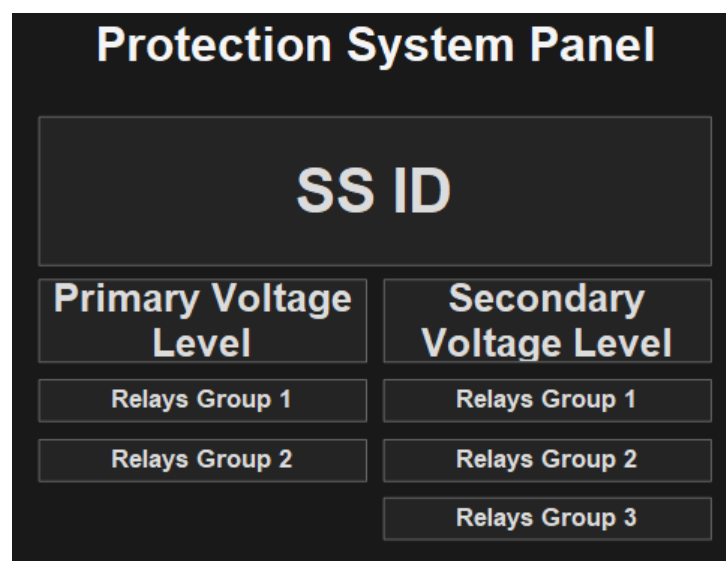 Protection System Panel
SS ID
Primary Voltage
Level
Secondary
Voltage Level
Relays Group 1
Relays Group 1
Relays Group 2
Relays Group 2
Relays Group 3